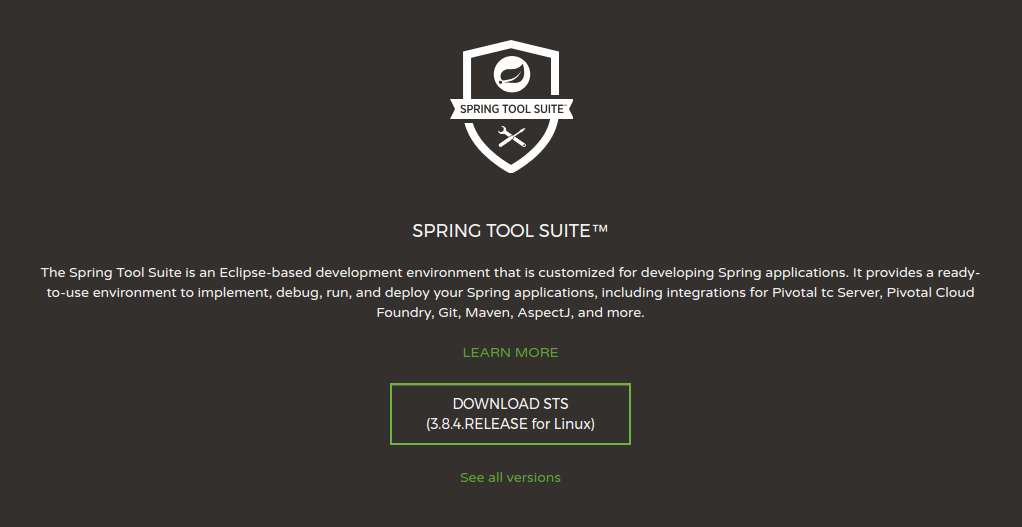 SPRING TOOL SUITE
SPRING TOOL SUITE™
The Spring Tool Suite is an Eclipse-based development environment that is customized for developing Spring applications. It provides a ready-
to-use environment to implement, debug, run, and deploy your Spring applications, including integrations for Pivotal tc Server, Pivotal Cloud
Foundry, Git, Maven, AspectJ, and more.
LEARN MORE
DOWNLOAD STS
(3.8.4.RELEASE for Linux)
See all versions